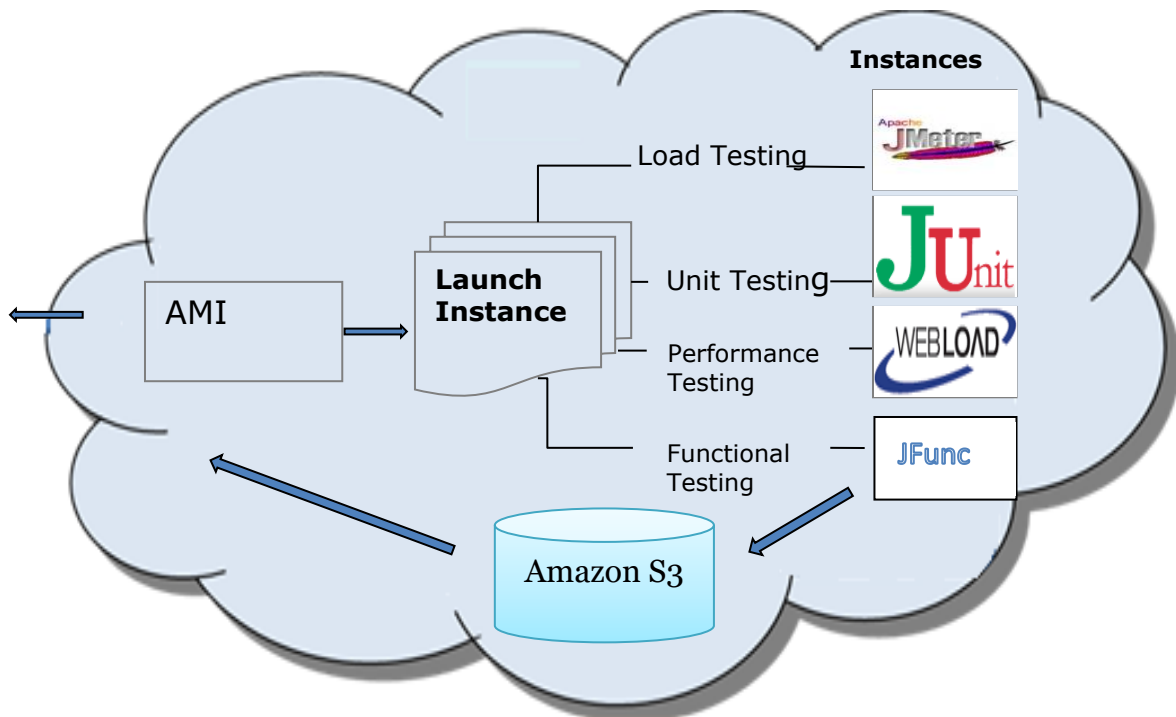 Instances
Apache
JMeter
Load Testing
JUnit
Unit Testing
AMI
Launch
Instance
WEBLOAD
Performance
Testing
Functional
Testing
JFunc
Amazon S3